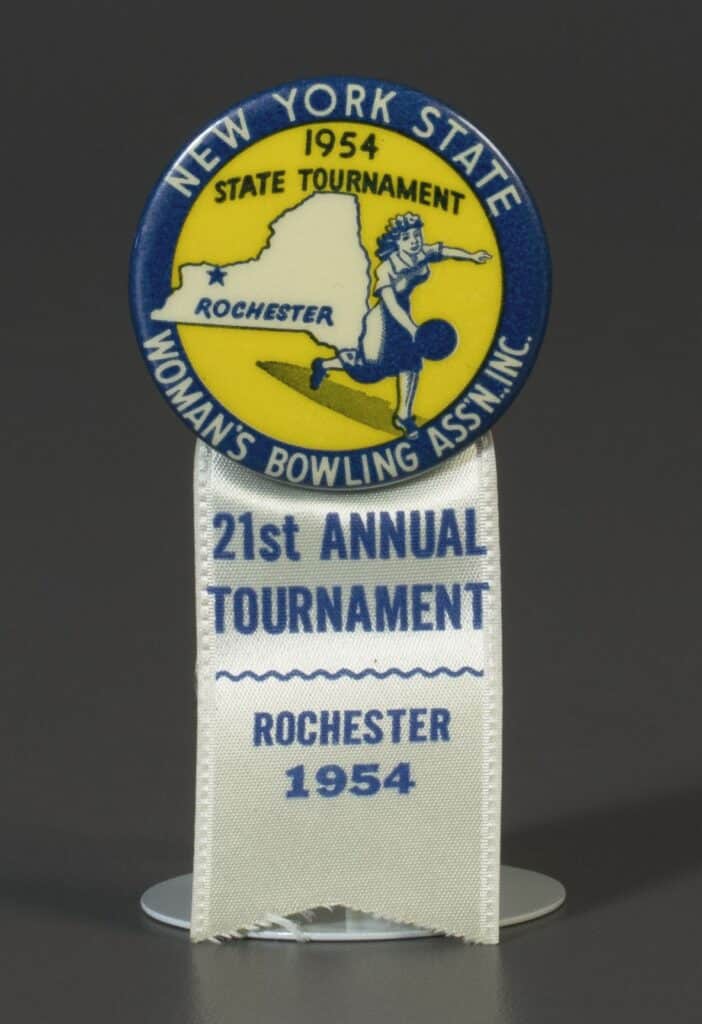 NEW YORK STATE
1954
STATE TOURNAMENT
ROCHESTER
WOMAN'S BOWLING ASS'N., INC.
21st ANNUAL
TOURNAMENT
ROCHESTER
1954